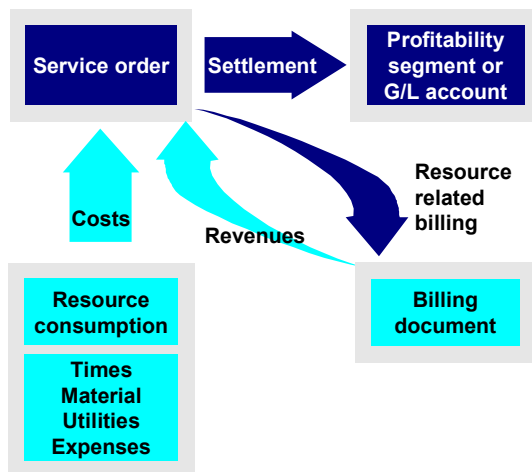 Service order
Settlement
Profitability
segment or
G/L account
Resource
related
billing
Costs
Revenues
Resource
consumption
Billing
document
Times
Material
Utilities
Expenses